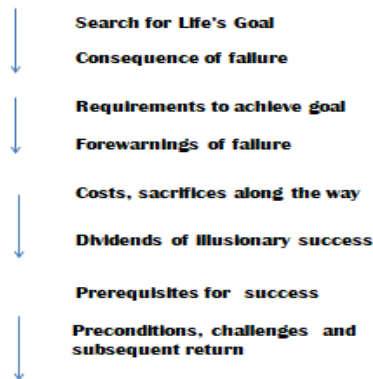 Search for Life's Goal
Consequence of failure
Requirements to achieve goal
Forewarnings of failure
Costs, sacrifices along the way
Dividends of illusionary success
Prerequisites for success
Preconditions, challenges and
subsequent return